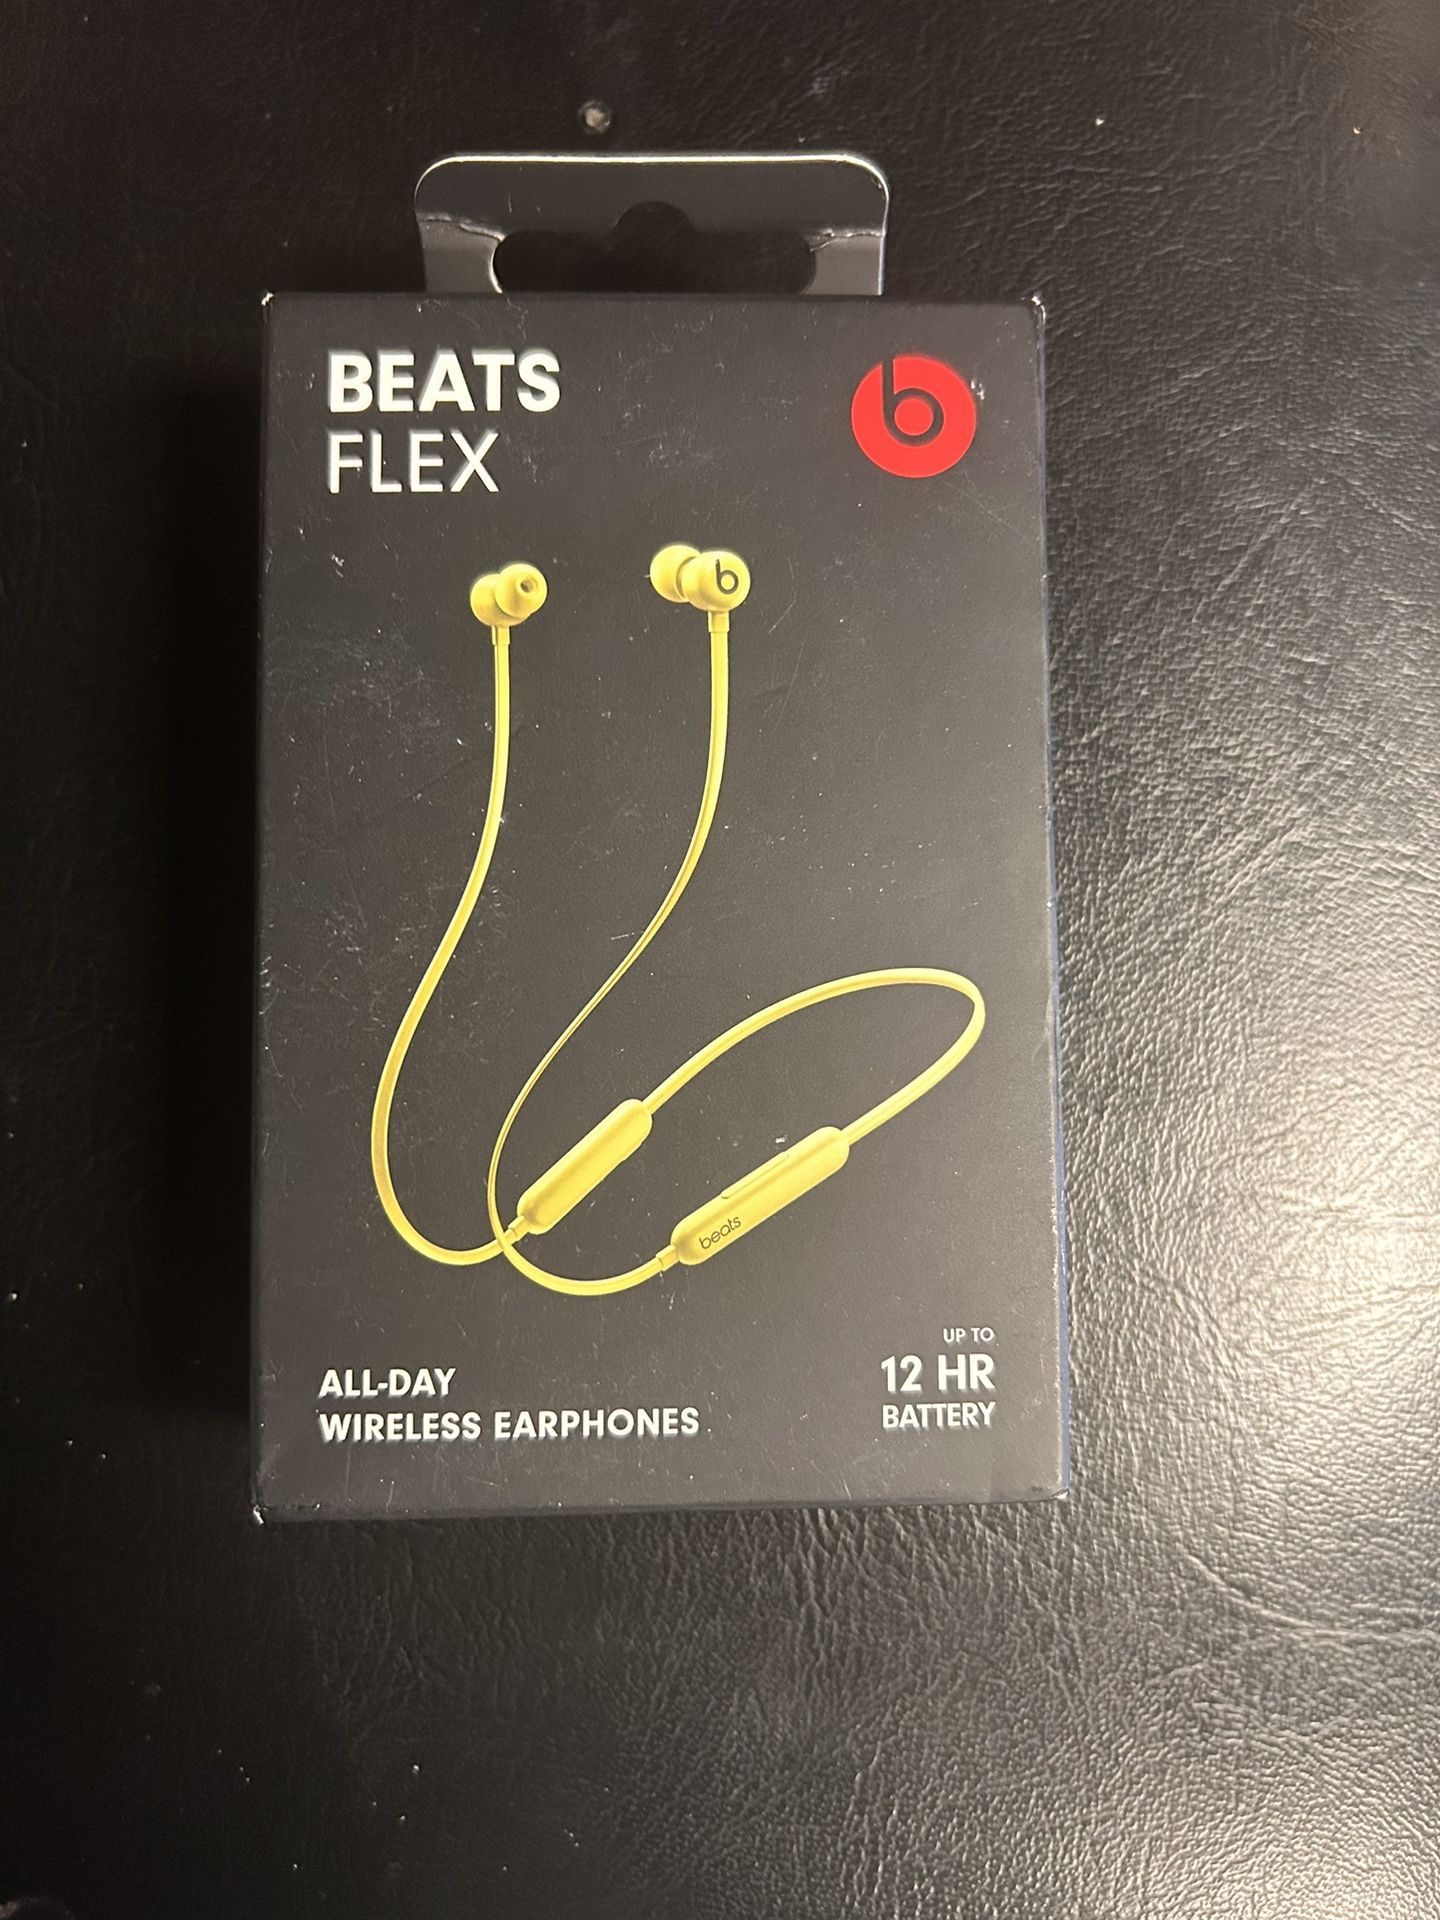 BEATS
FLEX
b
b
beats
ALL-DAY
WIRELESS EARPHONES
UP TO
12 HR
BATTERY